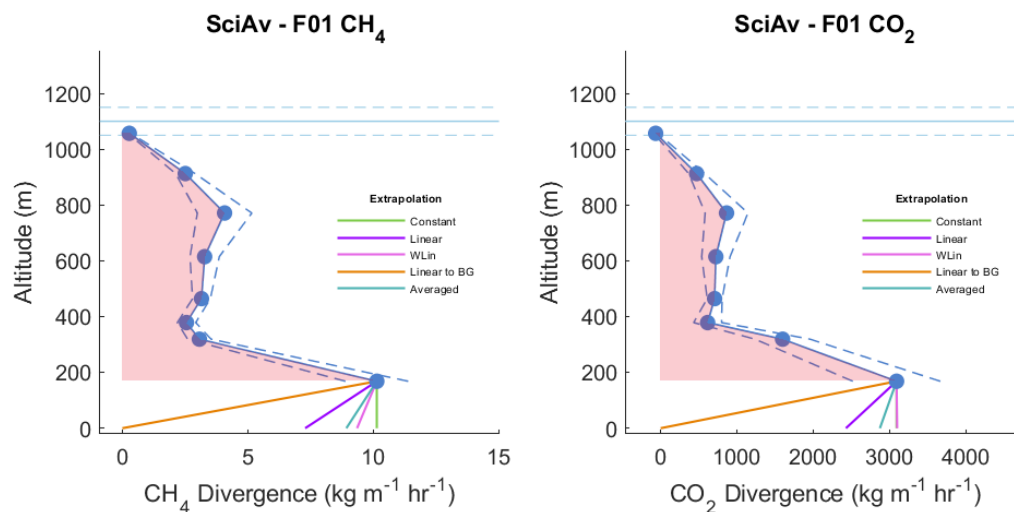 SciAv - F01 CH4
1200
1000
800
600
400
200
0
Altitude (m)
Extrapolation
Constant
Linear
WLin
Linear to BG
Averaged
0 5 10 15
CH4 Divergence (kg m-1 hr-1)
SciAv - F01 CO2
1200
1000
800
600
400
200
0
Altitude (m)
Extrapolation
Constant
Linear
WLin
Linear to BG
Averaged
0 1000 2000 3000 4000
CO2 Divergence (kg m-1 hr-1)